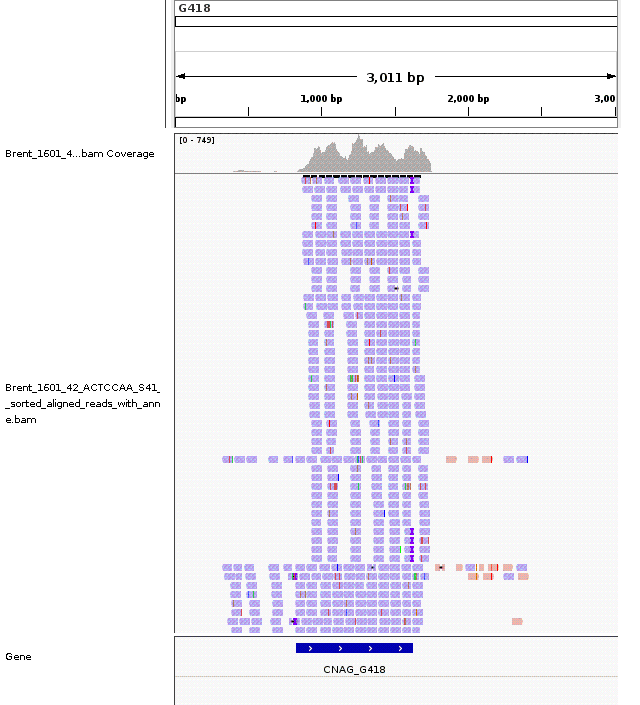 G418
3,011 bp
bp 1,000 bp 2,000 bp 3,00
[0 - 749]
Brent_1601_4...bam Coverage
Brent_1601_42_ACTCCAA_S41_
_sorted_aligned_reads_with_ann
e.bam
Gene
CNAG_G418